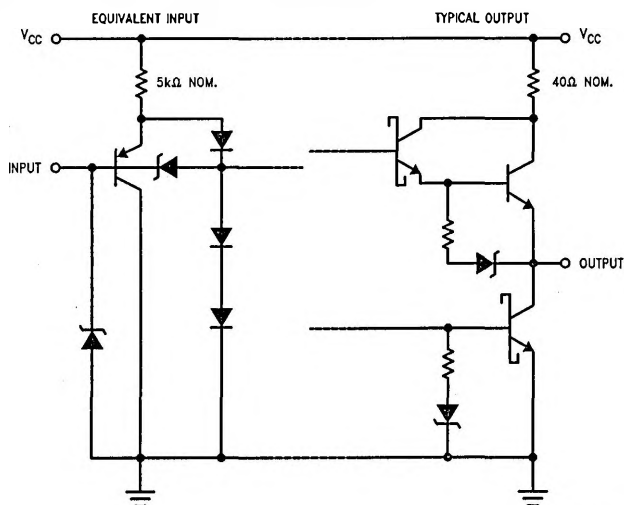 EQUIVALENT INPUT
TYPICAL OUTPUT
VCC
VCC
5kΩ NOM.
40Ω NOM.
INPUT
OUTPUT